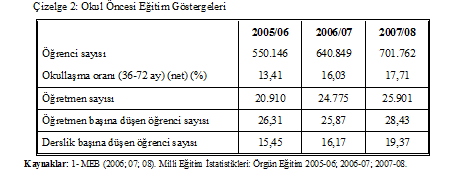 Çizelge 2: Okul Öncesi Eğitim Göstergeleri
2005/06 2006/07 2007/08
Öğrenci sayısı 550.146 640.849 701.762
Okullaşma oranı (36-72 ay) (net) (%) 13,41 16,03 17,71
Öğretmen sayısı 20.910 24.775 25.901
Öğretmen başına düşen öğrenci sayısı 26,31 25,87 28,43
Derslik başına düşen öğrenci sayısı 15,45 16,17 19,37
Kaynaklar: 1- MEB (2006; 07; 08). Milli Eğitim İstatistikleri: Örgün Eğitim 2005-06; 2006-07; 2007-08.